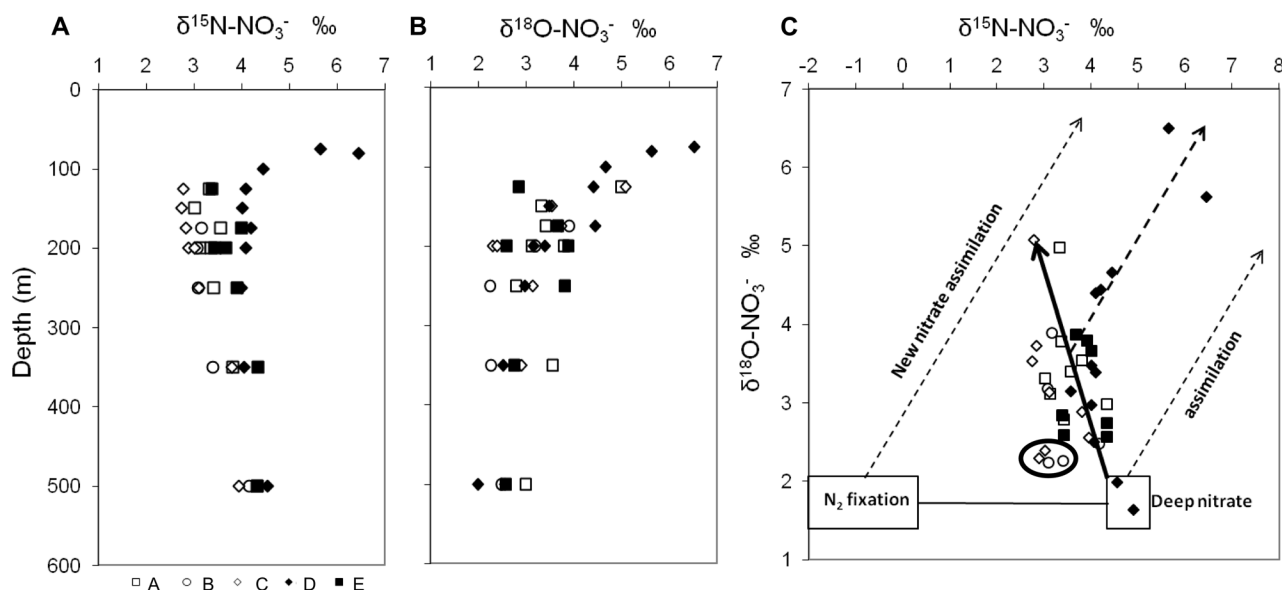 A
δ15N-NO3- ‰
1 2 3 4 5 6 7
0
100
200
300
400
500
600
Depth (m)
A B C D E
B
δ18O-NO3- ‰
1 2 3 4 5 6 7
C
δ15N-NO3- ‰
-2 -1 0 1 2 3 4 5 6 7 8
7
6
5
4
3
2
1
δ18O-NO3- ‰
New nitrate assimilation
assimilation
N2 fixation
Deep nitrate